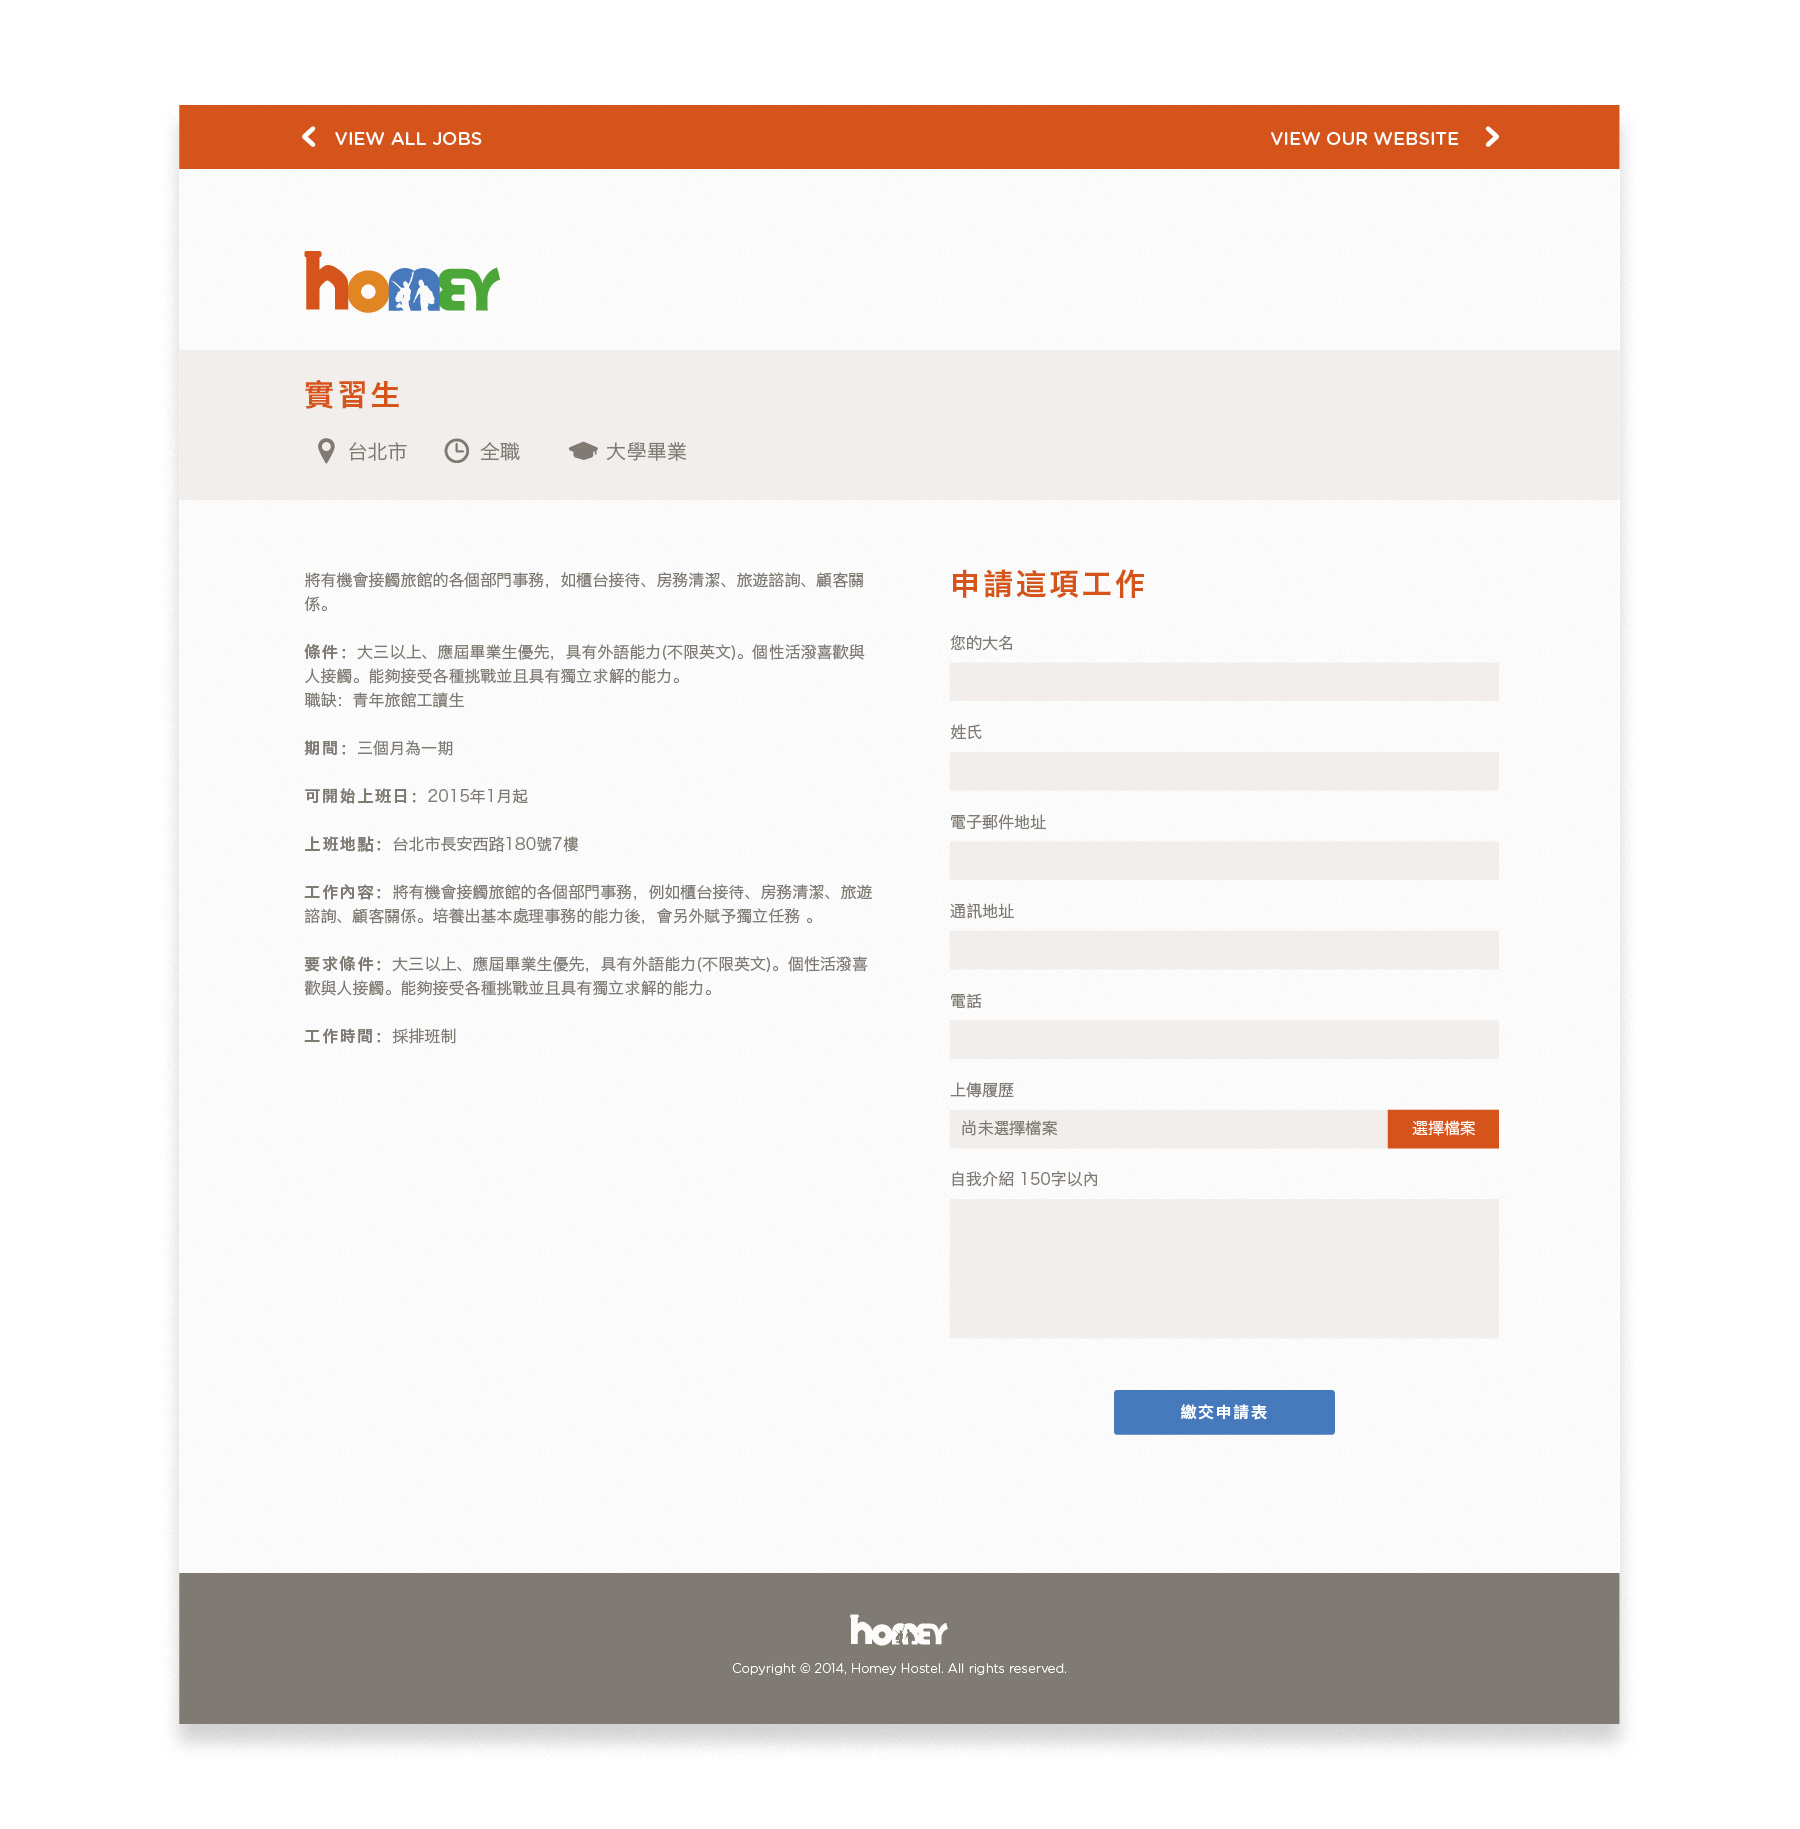 VIEW ALL JOBS
VIEW OUR WEBSITE
homey
實習生
台北市
全職
大學畢業
將有機會接觸旅館的各個部門事務，如櫃台接待、房務清潔、旅遊諮詢、顧客關
係。
條件：大三以上、應屆畢業生優先，具有外語能力(不限英文)。個性活潑喜歡與
人接觸。能夠接受各種挑戰並且具有獨立求解的能力。
職缺：青年旅館工讀生
期間：三個月為一期
可開始上班日：2015年1月起
上班地點：台北市長安西路180號7樓
工作內容：將有機會接觸旅館的各個部門事務，例如櫃台接待、房務清潔、旅遊
諮詢、顧客關係。培養出基本處理事務的能力後，會另外賦予獨立任務 。
要求條件：大三以上、應屆畢業生優先，具有外語能力(不限英文)。個性活潑喜
歡與人接觸。能夠接受各種挑戰並且具有獨立求解的能力。
工作時間：採排班制
申請這項工作
您的大名
姓氏
電子郵件地址
通訊地址
電話
上傳履歷
尚未選擇檔案
選擇檔案
自我介紹 150字以內
繳交申請表
homey
Copyright © 2014, Homey Hostel. All rights reserved.